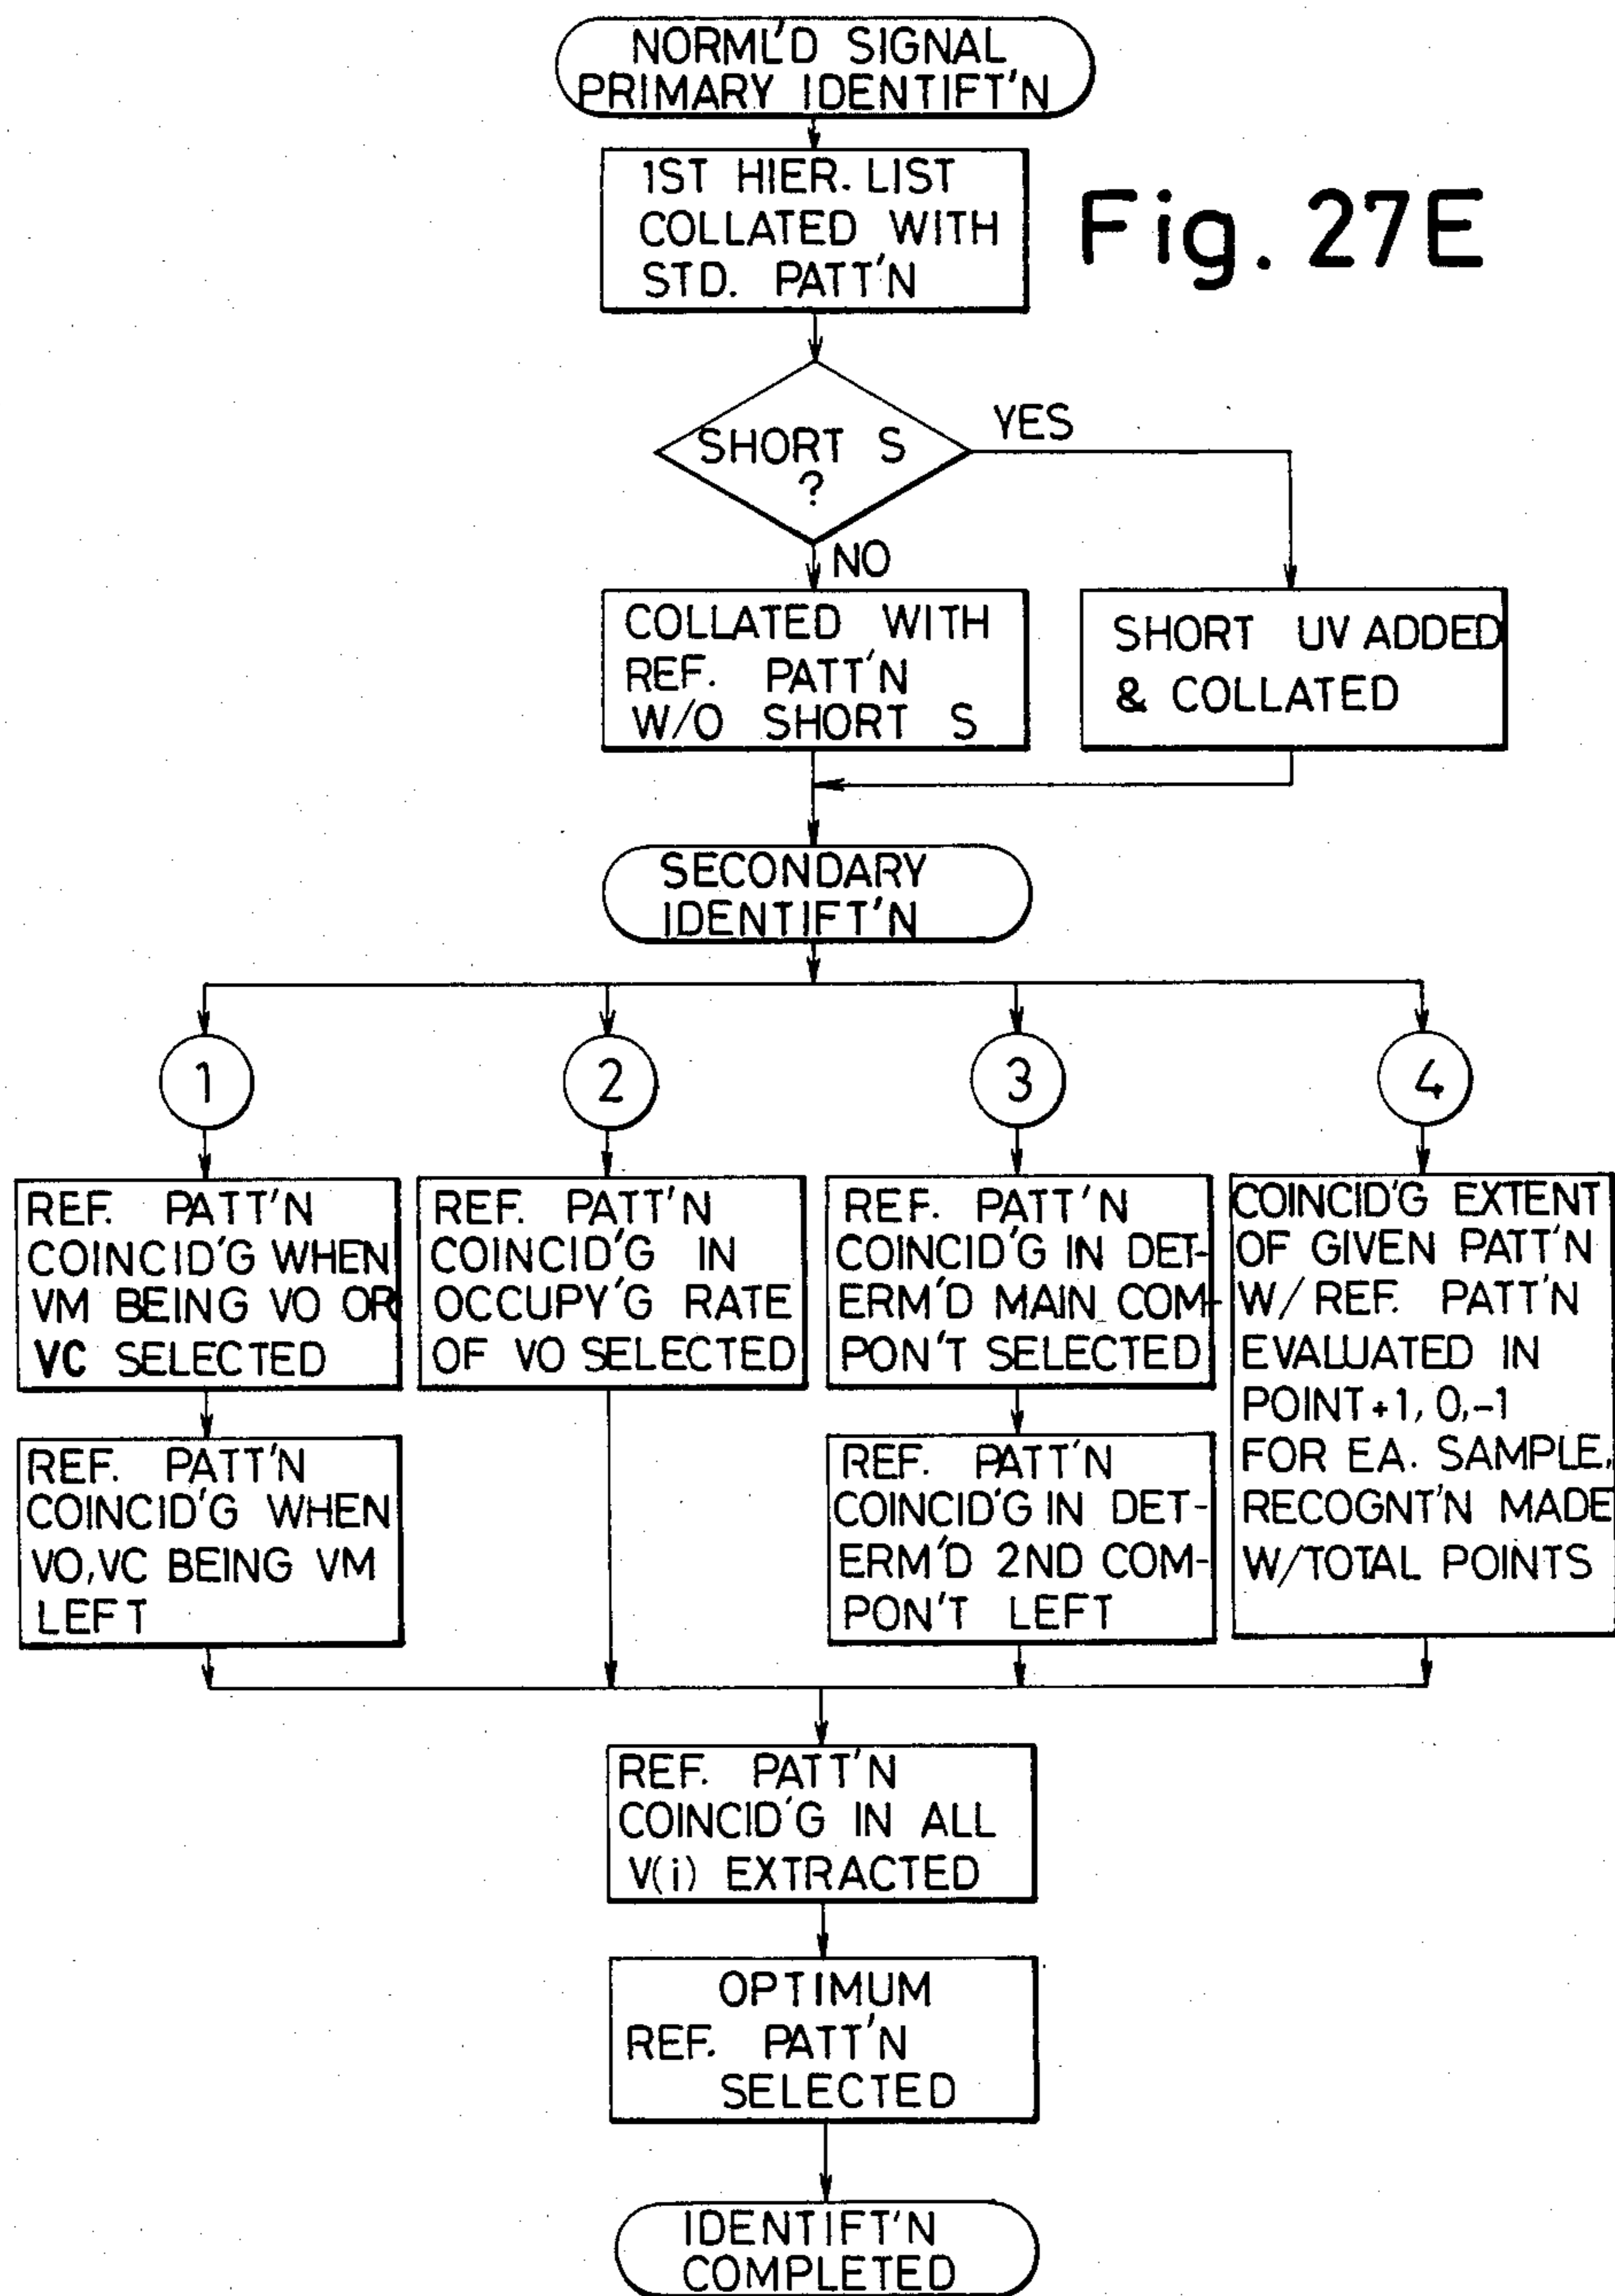 NORML'D SIGNAL
PRIMARY IDENTIFT'N
1ST HIER. LIST
COLLATED WITH
STD. PATT'N
Fig. 27E
SHORT S
?
YES
NO
COLLATED WITH
REF. PATT'N
W/O SHORT S
SHORT UV ADDED
& COLLATED
SECONDARY
IDENTIFT'N
1
2
3
4
REF. PATT'N
COINCID'G WHEN
VM BEING VO OR
VC SELECTED
REF. PATT'N
COINCID'G WHEN
VO,VC BEING VM
LEFT
REF. PATT'N
COINCID'G IN
OCCUPY'G RATE
OF VO SELECTED
REF. PATT'N
COINCID'G IN DET-
ERM'D MAIN COM-
PON'T SELECTED
REF. PATT'N
COINCID'G IN DET-
ERM'D 2ND COM-
PON'T LEFT
COINCID'G EXTENT
OF GIVEN PATT'N
W/ REF. PATT'N
EVALUATED IN
POINT+1, 0,-1
FOR EA. SAMPLE,
RECOGNT'N MADE
W/TOTAL POINTS
REF. PATT'N
COINCID'G IN ALL
V(i) EXTRACTED
OPTIMUM
REF. PATT'N
SELECTED
IDENTIFT'N
COMPLETED